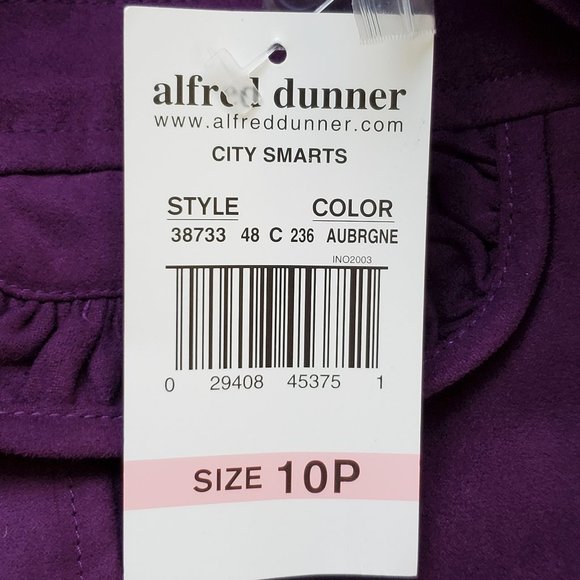 alfred dunner
www.alfreddunner.com
CITY SMARTS
STYLE COLOR
38733 48 C 236 AUBRGNE
INO2003
0 29408 45375 1
SIZE 10P